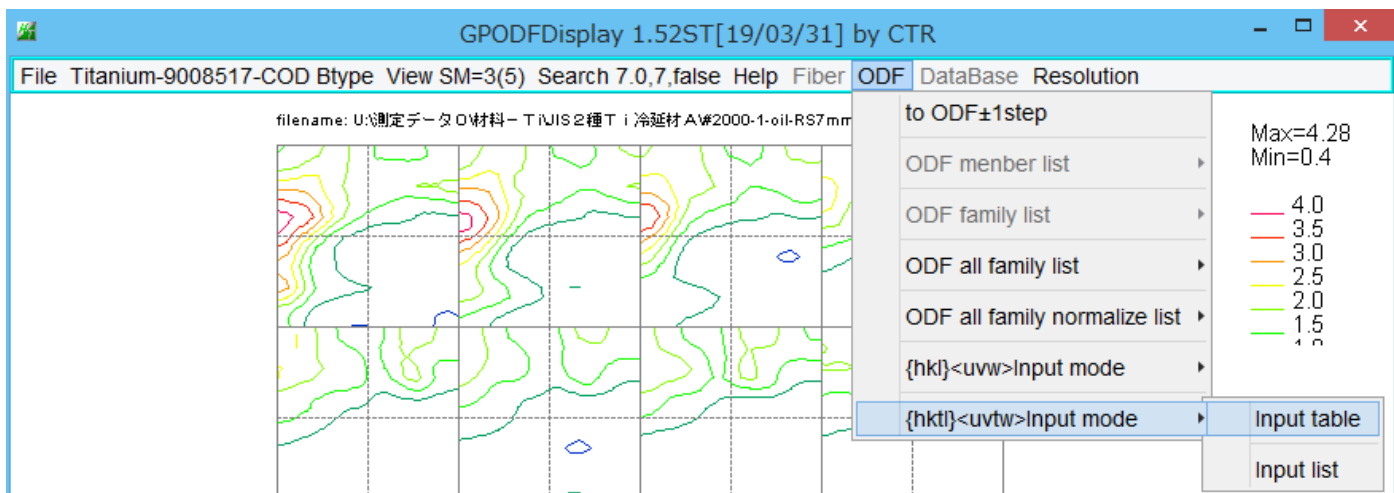 GPODFDisplay 1.52ST[19/03/31] by CTR
File Titanium-9008517-COD Btype View SM=3(5) Search 7.0,7,false Help Fiber ODF DataBase Resolution
filename: U:\測定データO\材料-Ti\JIS2種Ti冷延材A\#2000-1-oil-RS7mm
to ODF±1step
ODF menber list
ODF family list
ODF all family list
ODF all family normalize list
{hkl}<uvw>Input mode
{hktl}<uvtw>Input mode
Input table
Input list
Max=4.28
Min=0.4
4.0
3.5
3.0
2.5
2.0
1.5